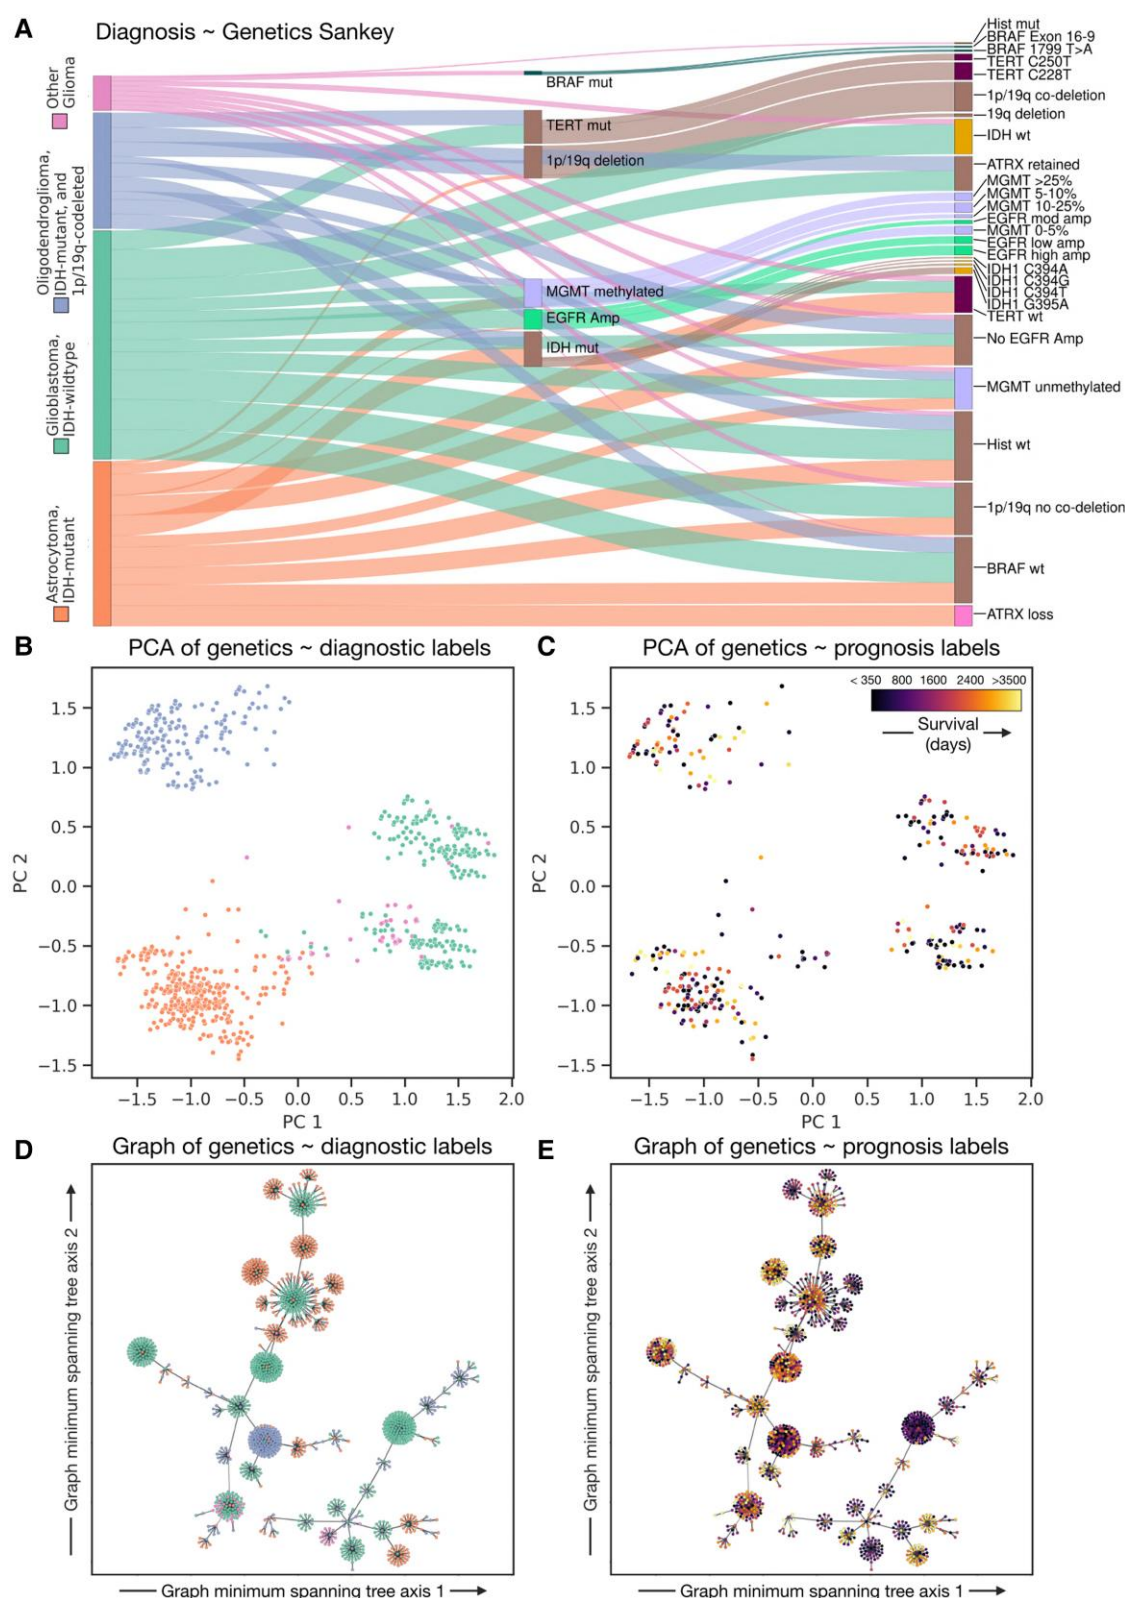 A
Diagnosis ~ Genetics Sankey
Other
Glioma
Oligodendroglioma,
IDH-mutant, and
1p/19q-codeleted
Glioblastoma,
IDH-wildtype
Astrocytoma,
IDH-mutant
BRAF mut
TERT mut
1p/19q deletion
MGMT methylated
EGFR Amp
IDH mut
Hist mut
BRAF Exon 16-9
BRAF 1799 T>A
TERT C250T
TERT C228T
1p/19q co-deletion
19q deletion
IDH wt
ATRX retained
MGMT >25%
MGMT 5-10%
MGMT 10-25%
EGFR mod amp
MGMT 0-5%
EGFR low amp
EGFR high amp
IDH1 C394A
IDH1 C394G
IDH1 C394T
IDH1 G395A
TERT wt
No EGFR Amp
MGMT unmethylated
Hist wt
1p/19q no co-deletion
BRAF wt
ATRX loss
B
PCA of genetics ~ diagnostic labels
PC 2
1.5
1.0
0.5
0.0
−0.5
−1.0
−1.5
−1.5 −1.0 −0.5 0.0 0.5 1.0 1.5 2.0
PC 1
C
PCA of genetics ~ prognosis labels
< 350 800 1600 2400 >3500
Survival
(days)
PC 2
1.5
1.0
0.5
0.0
−0.5
−1.0
−1.5
−1.5 −1.0 −0.5 0.0 0.5 1.0 1.5 2.0
PC 1
D
Graph of genetics ~ diagnostic labels
Graph minimum spanning tree axis 2
Graph minimum spanning tree axis 1
E
Graph of genetics ~ prognosis labels
Graph minimum spanning tree axis 2
Graph minimum spanning tree axis 1